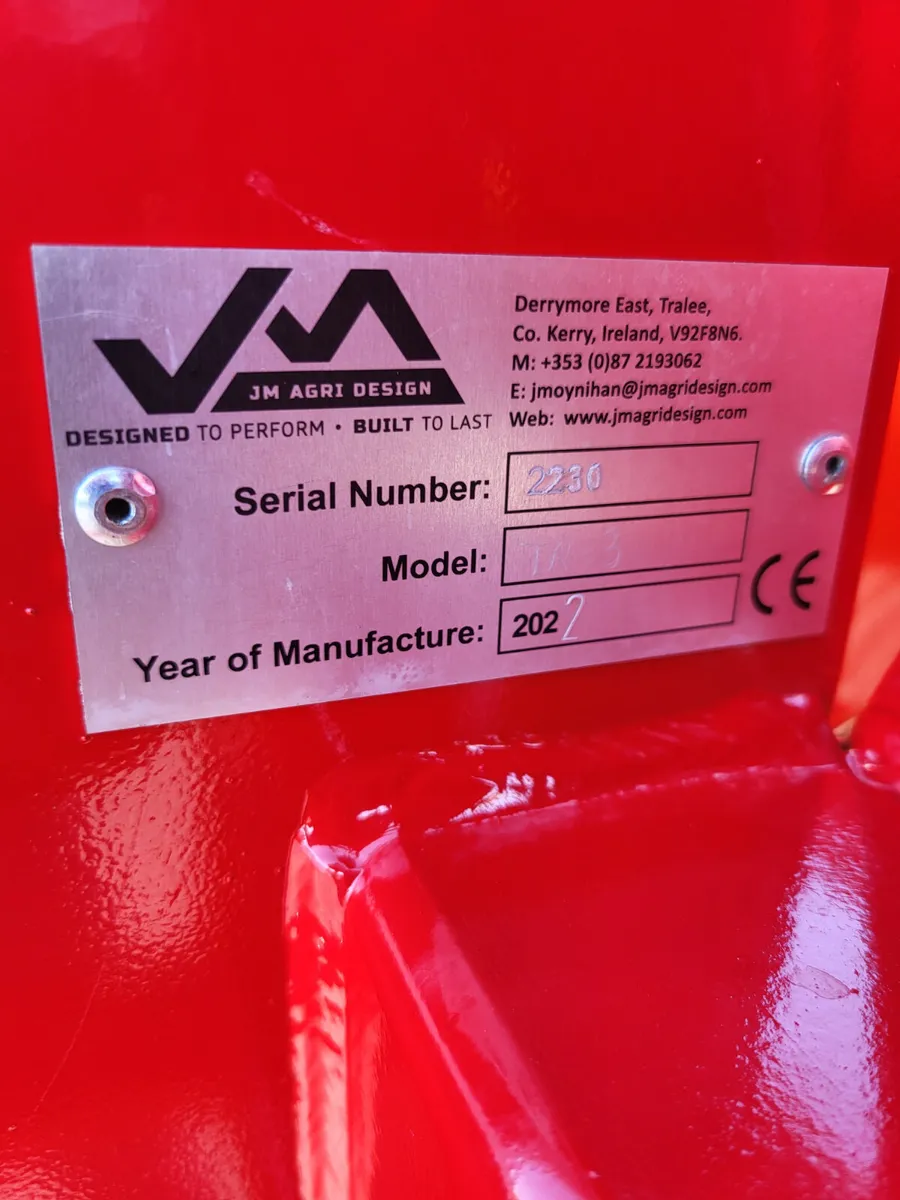 JM AGRI DESIGN
DESIGNED TO PERFORM • BUILT TO LAST
Derrymore East, Tralee,
Co. Kerry, Ireland, V92F8N6.
M: +353 (0)87 2193062
E: jmoynihan@jmagridesign.com
Web: www.jmagridesign.com
Serial Number: 2230
Model:
Year of Manufacture: 2022
CE